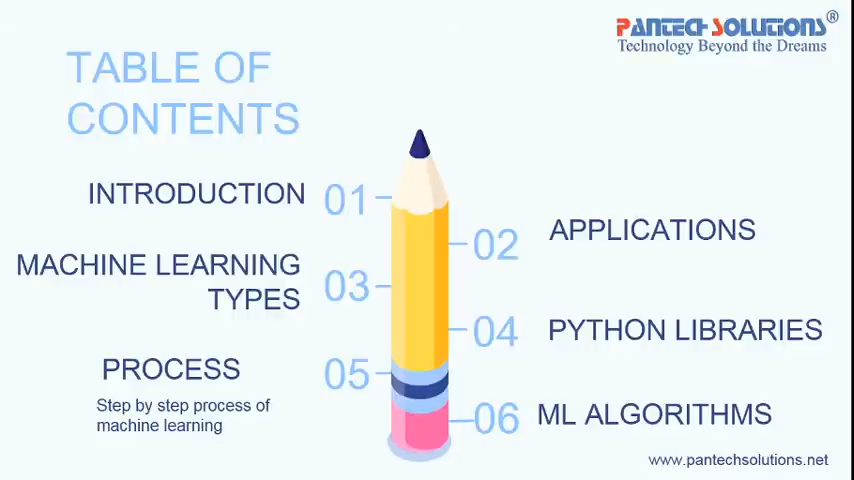 PANTECH SOLUTIONS®
Technology Beyond the Dreams
TABLE OF
CONTENTS
INTRODUCTION
01
02
APPLICATIONS
MACHINE LEARNING
TYPES
03
04
PYTHON LIBRARIES
PROCESS
05
Step by step process of
machine learning
06
ML ALGORITHMS
www.pantechsolutions.net